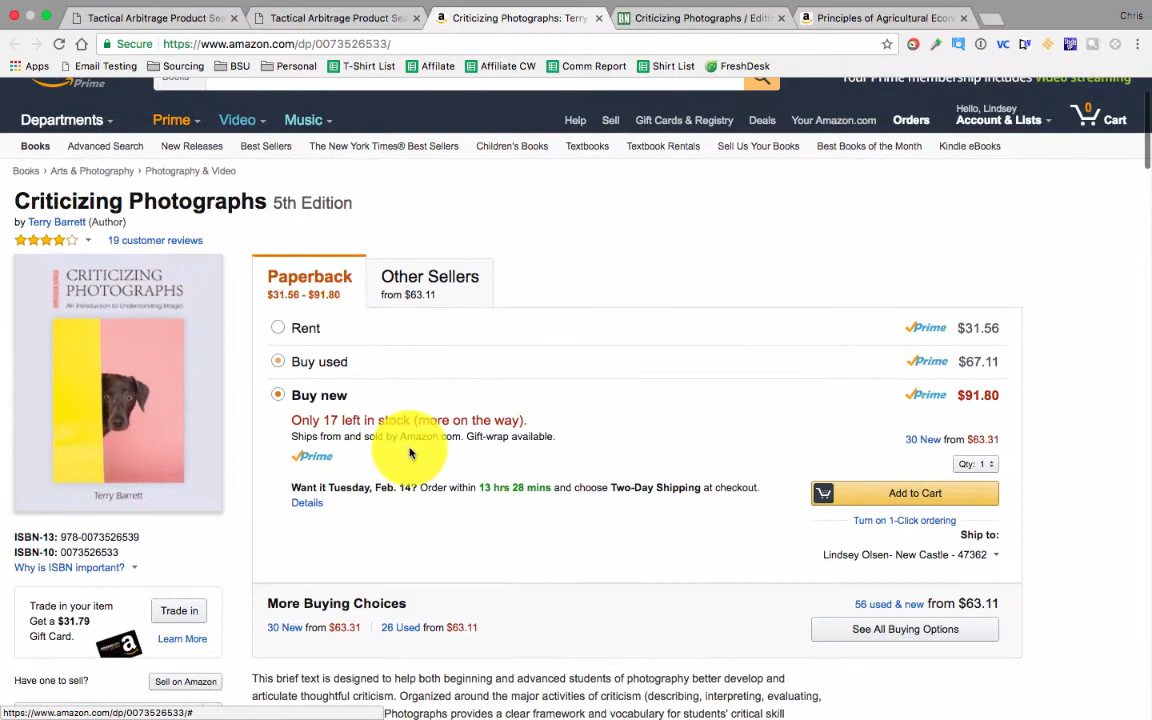 Tactical Arbitrage Product Sea
Tactical Arbitrage Product Sea
Criticizing Photographs: Terry
Criticizing Photographs / Editi
Principles of Agricultural Econ
Chris
Secure
https://www.amazon.com/dp/0073526533/
Apps
Email Testing
Sourcing
BSU
Personal
T-Shirt List
Affilate
Affiliate CW
Comm Report
Shirt List
FreshDesk
Prime
Books
Your Prime membership includes video streaming
Departments
Prime
Video
Music
Help
Sell
Gift Cards & Registry
Deals
Your Amazon.com
Orders
Hello, Lindsey
Account & Lists
0
Cart
Books
Advanced Search
New Releases
Best Sellers
The New York Times® Best Sellers
Children's Books
Textbooks
Textbook Rentals
Sell Us Your Books
Best Books of the Month
Kindle eBooks
Books › Arts & Photography › Photography & Video
Criticizing Photographs 5th Edition
by Terry Barrett (Author)
19 customer reviews
CRITICIZING
PHOTOGRAPHS
An Introduction to Understanding Images
Terry Barrett
Paperback
$31.56 - $91.80
Other Sellers
from $63.11
Rent
Prime $31.56
Buy used
Prime $67.11
Buy new
Prime $91.80
Only 17 left in stock (more on the way).
Ships from and sold by Amazon.com. Gift-wrap available.
Prime
30 New from $63.31
Qty: 1
Want it Tuesday, Feb. 14? Order within 13 hrs 28 mins and choose Two-Day Shipping at checkout.
Details
Add to Cart
Turn on 1-Click ordering
Ship to:
Lindsey Olsen- New Castle - 47362
ISBN-13: 978-0073526539
ISBN-10: 0073526533
Why is ISBN important?
Trade in your item
Get a $31.79
Gift Card.
Trade in
Learn More
a
Have one to sell?
Sell on Amazon
More Buying Choices
30 New from $63.31
26 Used from $63.11
56 used & new from $63.11
See All Buying Options
This brief text is designed to help both beginning and advanced students of photography better develop and
articulate thoughtful criticism. Organized around the major activities of criticism (describing, interpreting, evaluating,
Photographs provides a clear framework and vocabulary for students' critical skill
https://www.amazon.com/dp/0073526533/#